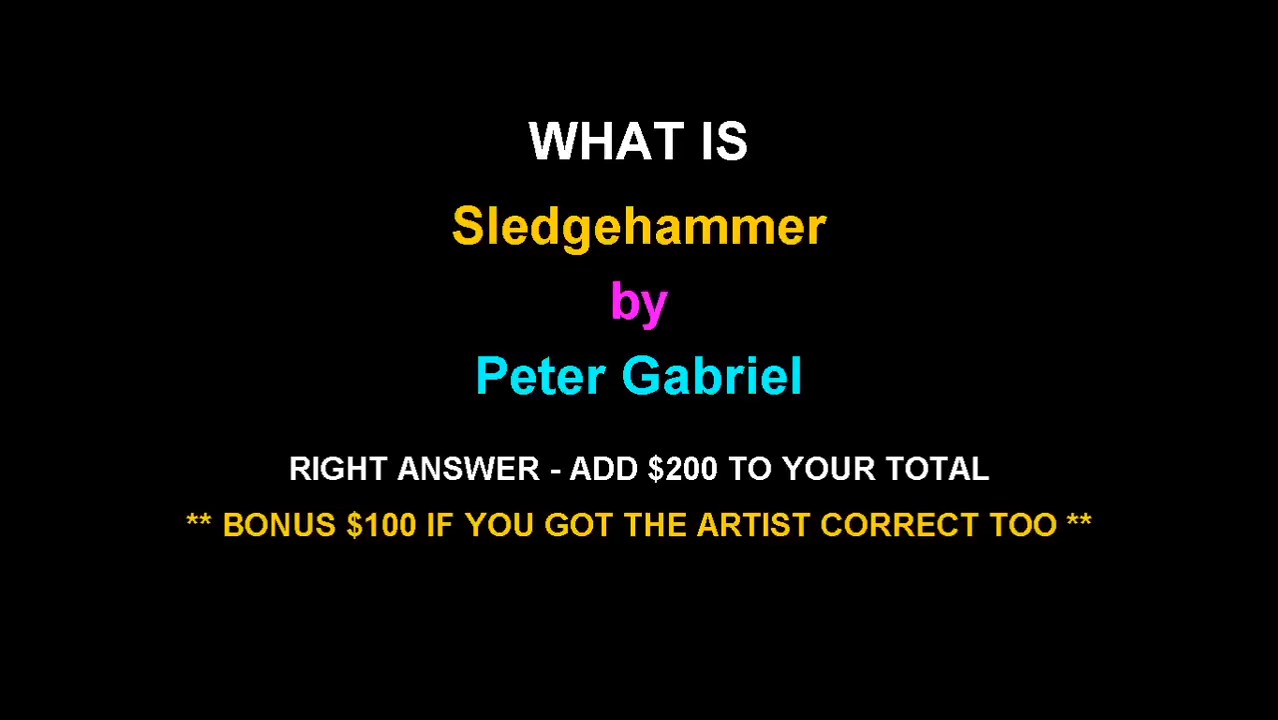 WHAT IS
Sledgehammer
by
Peter Gabriel
RIGHT ANSWER - ADD $200 TO YOUR TOTAL
** BONUS $100 IF YOU GOT THE ARTIST CORRECT TOO **